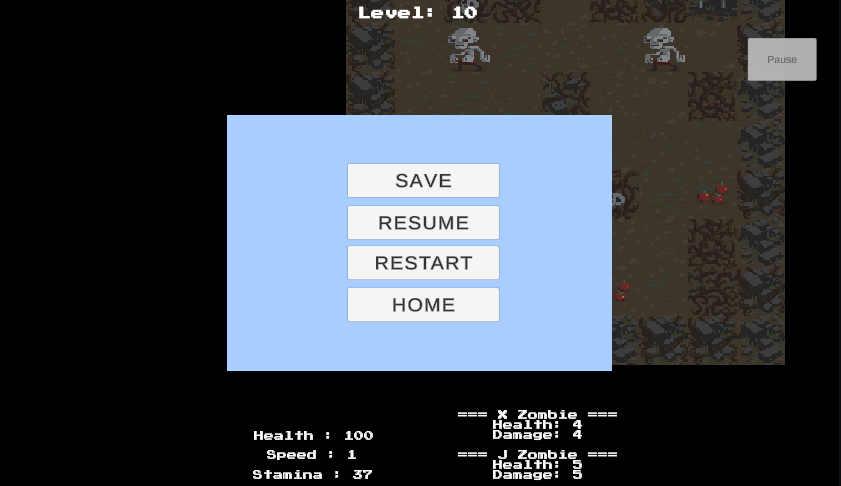 Level: 10
Pause
SAVE
RESUME
RESTART
HOME
Health : 100
Speed : 1
Stamina : 37
=== X Zombie ===
Health: 4
Damage: 4
=== J Zombie ===
Health: 5
Damage: 5